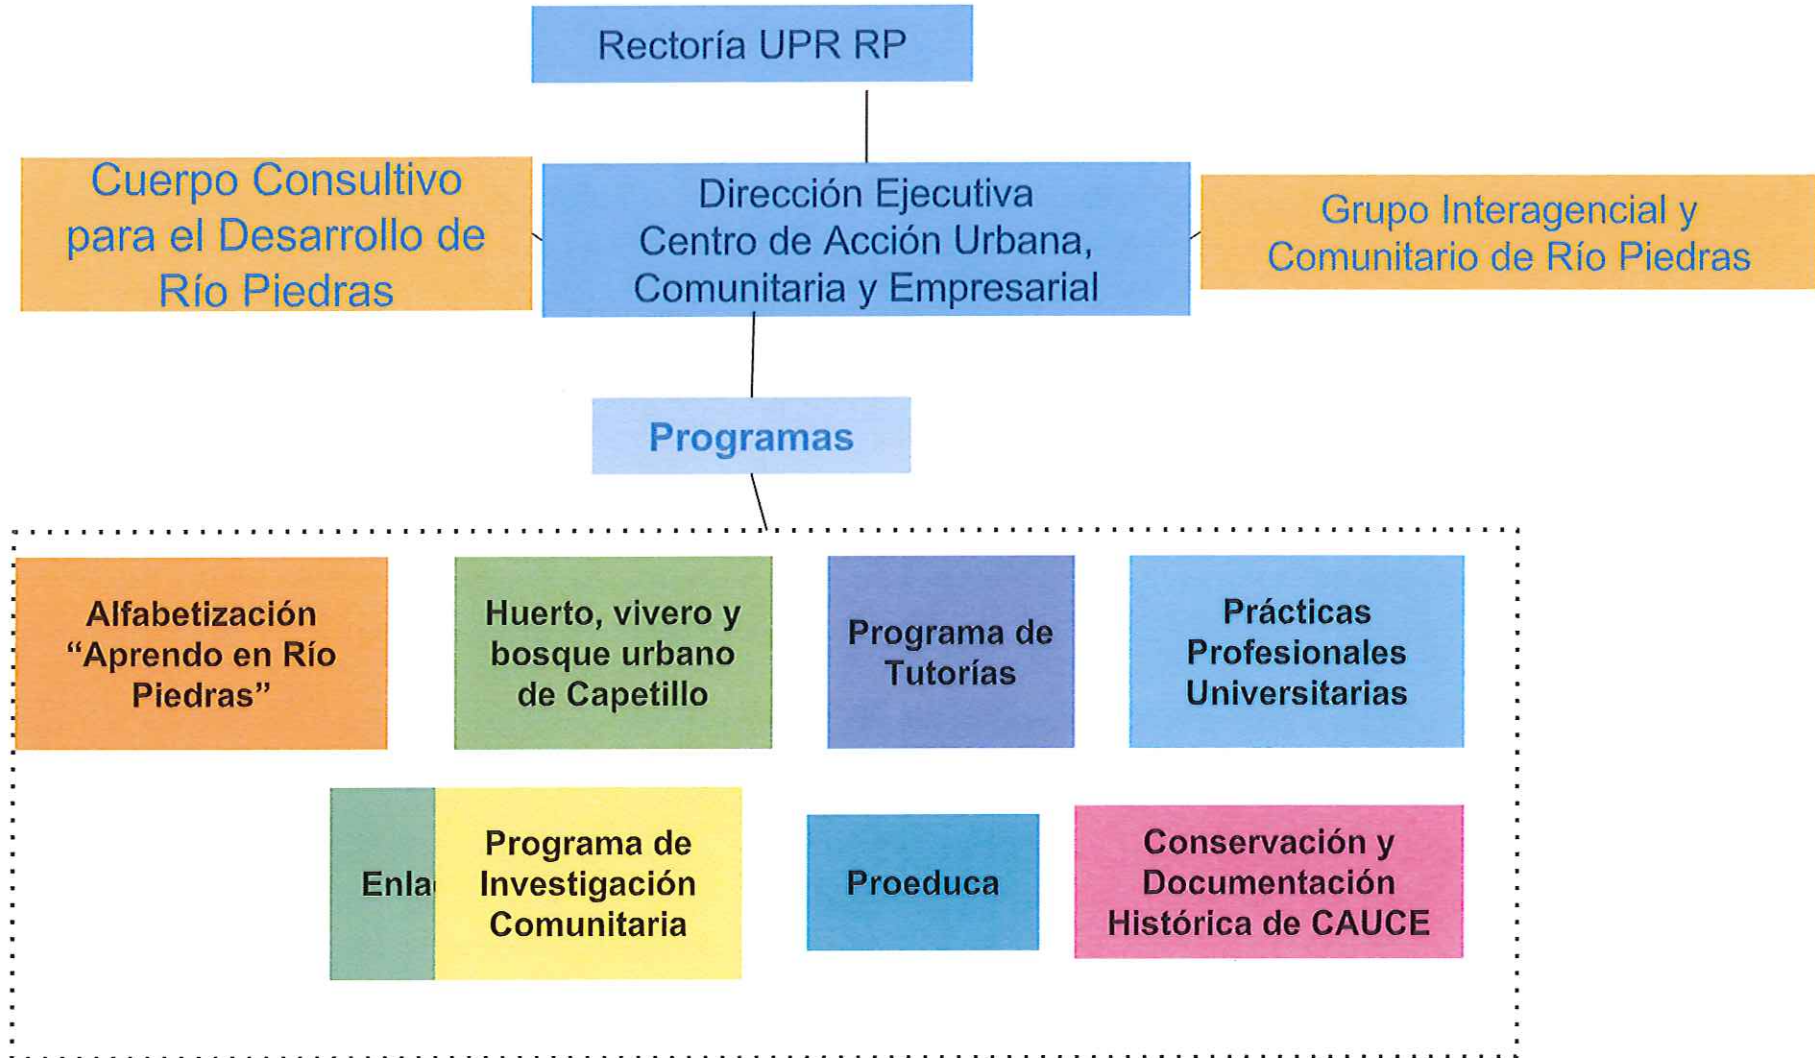 Rectoría UPR RP
Cuerpo Consultivo
para el Desarrollo de
Río Piedras
Dirección Ejecutiva
Centro de Acción Urbana,
Comunitaria y Empresarial
Grupo Interagencial y
Comunitario de Río Piedras
Programas
Alfabetización
“Aprendo en Río
Piedras”
Huerto, vivero y
bosque urbano
de Capetillo
Programa de
Tutorías
Prácticas
Profesionales
Universitarias
Programa de
Investigación
Comunitaria
Proeduca
Conservación y
Documentación
Histórica de CAUCE